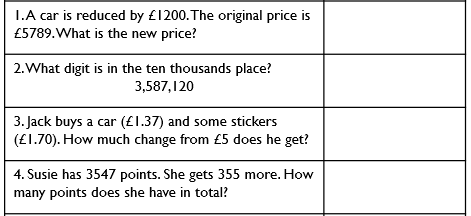 1. A car is reduced by £1200. The original price is
£5789. What is the new price?
2. What digit is in the ten thousands place?
3,587,120
3. Jack buys a car (£1.37) and some stickers
(£1.70). How much change from £5 does he get?
4. Susie has 3547 points. She gets 355 more. How
many points does she have in total?